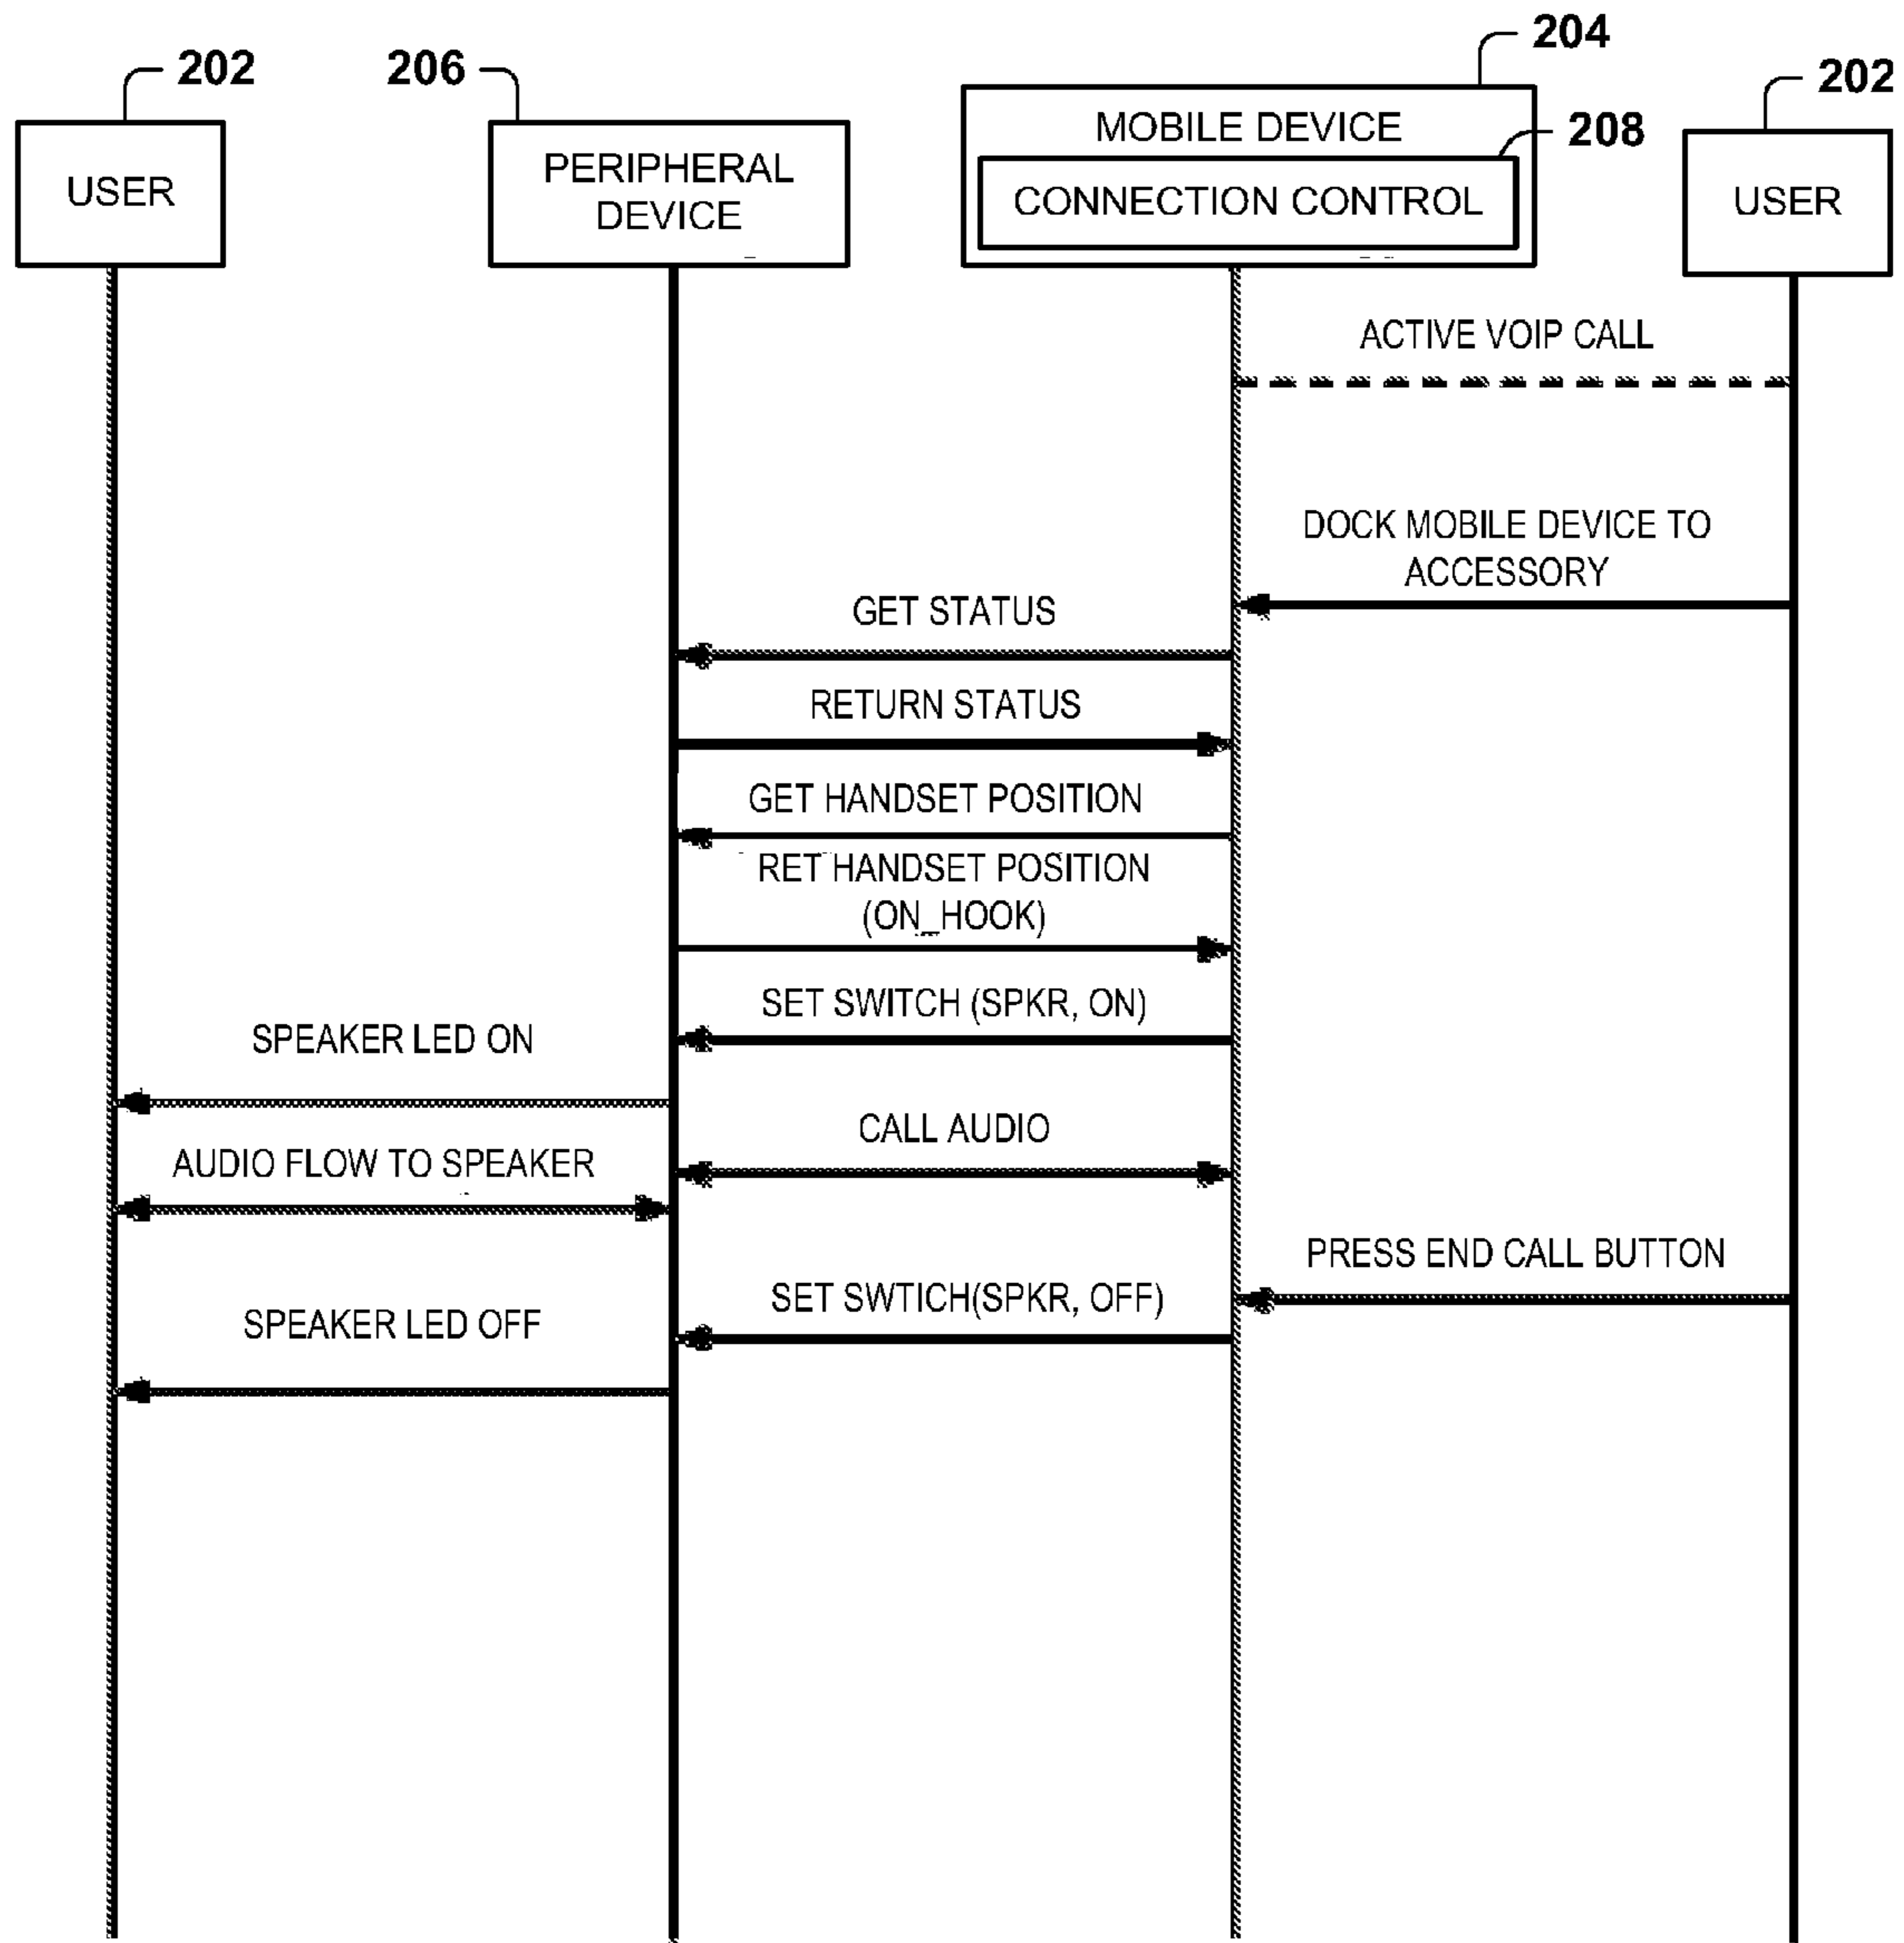 202
206
204
202
208
USER
PERIPHERAL
DEVICE
MOBILE DEVICE
CONNECTION CONTROL
USER
ACTIVE VOIP CALL
DOCK MOBILE DEVICE TO
ACCESSORY
GET STATUS
RETURN STATUS
GET HANDSET POSITION
RET HANDSET POSITION
(ON_HOOK)
SET SWITCH (SPKR, ON)
SPEAKER LED ON
CALL AUDIO
AUDIO FLOW TO SPEAKER
PRESS END CALL BUTTON
SET SWTICH(SPKR, OFF)
SPEAKER LED OFF